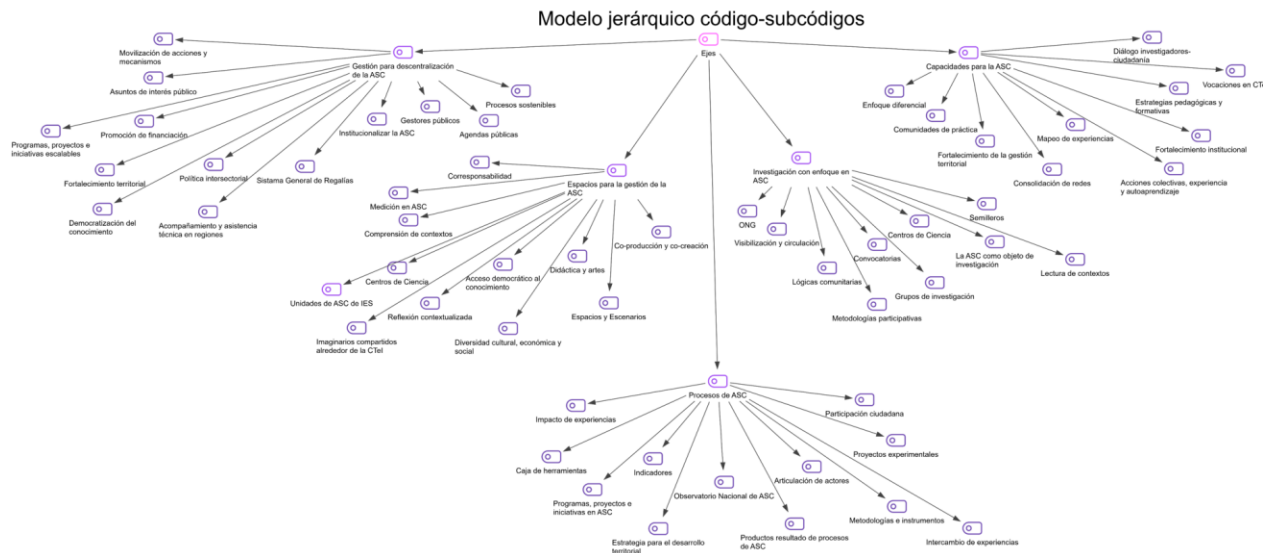 Modelo jerárquico código-subcódigos
Ejes
Gestión para descentralización
de la ASC
Movilización de acciones y
mecanismos
Asuntos de interés público
Programas, proyectos e
iniciativas escalables
Promoción de financiación
Fortalecimiento territorial
Democratización del
conocimiento
Política intersectorial
Acompañamiento y asistencia
técnica en regiones
Sistama General de Regalías
Institucionalizar la ASC
Gestores públicos
Agendas públicas
Procesos sostenibles
Espacios para la gestión de la
ASC
Corresponsabilidad
Medición en ASC
Comprensión de contextos
Unidades de ASC de IES
Centros de Ciencia
Imaginarios compartidos
alrededor de la CTeI
Reflexión contextualizada
Acceso democrático al
conocimiento
Diversidad cultural, económica y
social
Didáctica y artes
Espacios y Escenarios
Co-producción y co-creación
Investigación con enfoque en
ASC
ONG
Visibilización y circulación
Lógicas comunitarias
Metodologías participativas
Convocatorias
Grupos de investigación
Centros de Ciencia
La ASC como objeto de
investigación
Semilleros
Lectura de contextos
Capacidades para la ASC
Enfoque diferencial
Comunidades de práctica
Fortalecimiento de la gestión
territorial
Consolidación de redes
Mapeo de experiencias
Acciones colectivas, experiencia
y autoaprendizaje
Fortalecimiento institucional
Estrategias pedagógicas y
formativas
Vocaciones en CTeI
Diálogo investigadores-
ciudadanía
Procesos de ASC
Impacto de experiencias
Caja de herramientas
Programas, proyectos e
iniciativas en ASC
Indicadores
Estrategia para el desarrollo
territorial
Observatorio Nacional de ASC
Productos resultado de procesos
de ASC
Articulación de actores
Metodologías e instrumentos
Intercambio de experiencias
Proyectos experimentales
Participación ciudadana